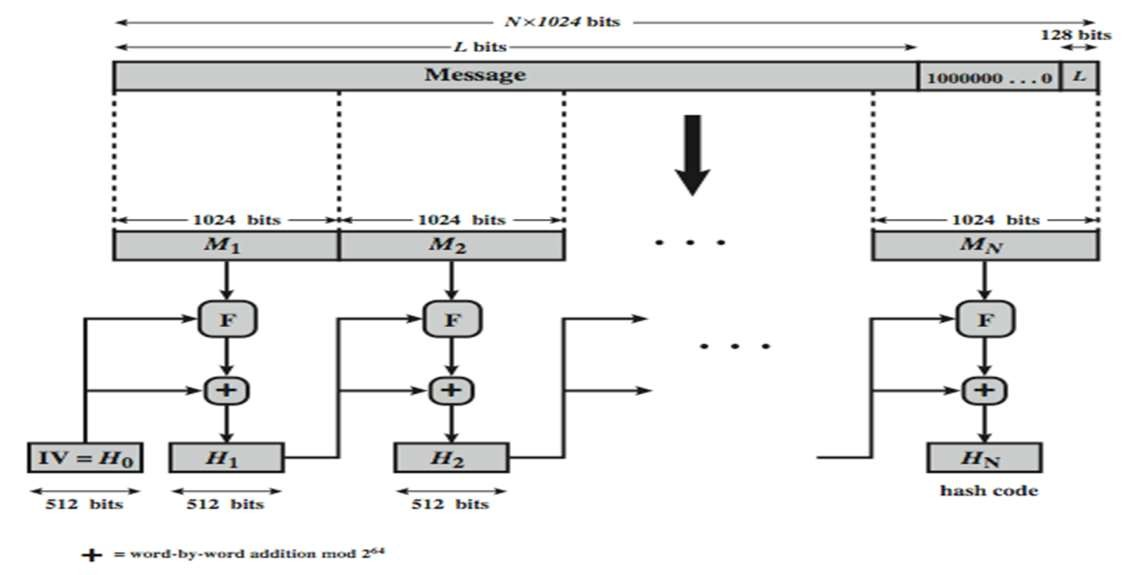 N×1024 bits
128 bits
L bits
Message 1000000 . . . 0 L
1024 bits 1024 bits 1024 bits
M1 M2 . . . MN
F F F
. . .
+ + +
IV = H0 H1 H2 HN
hash code
512 bits 512 bits 512 bits
+ = word-by-word addition mod 2^64